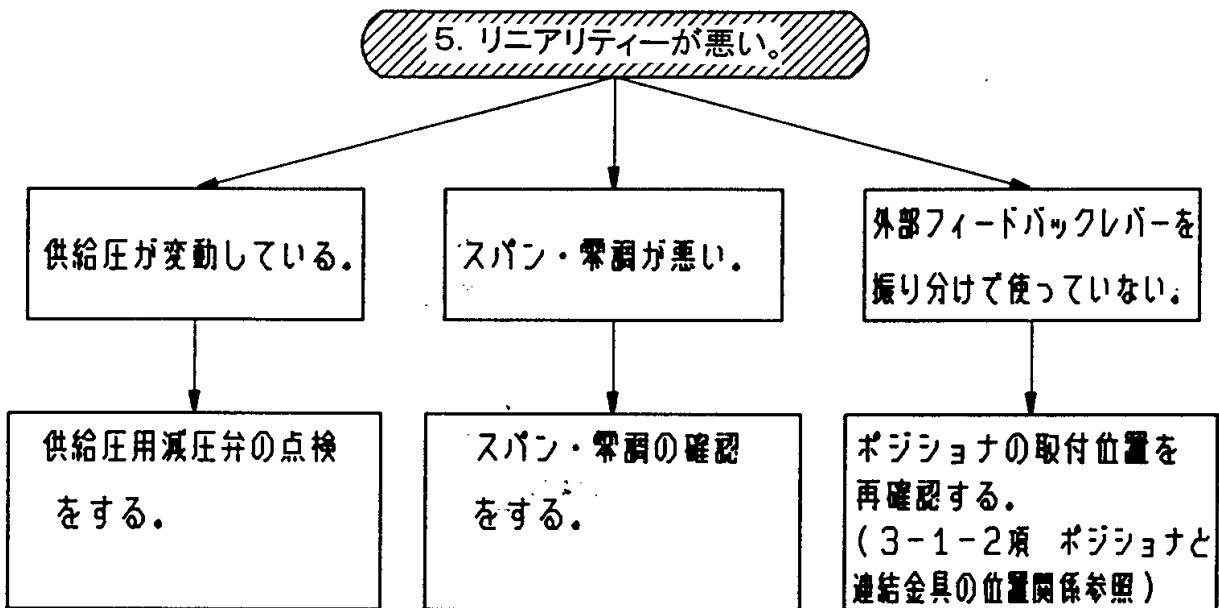 5. リニアリティーが悪い。
供給圧が変動している.
スパン・零調が悪い.
外部フィードバックレバーを
振り分けで使っていない.
供給圧用減圧弁の点検
をする.
スパン・零調の確認
をする.
ポジショナの取付位置を
再確認する.
(3-1-2項 ポジショナと
連結金具の位置関係参照)